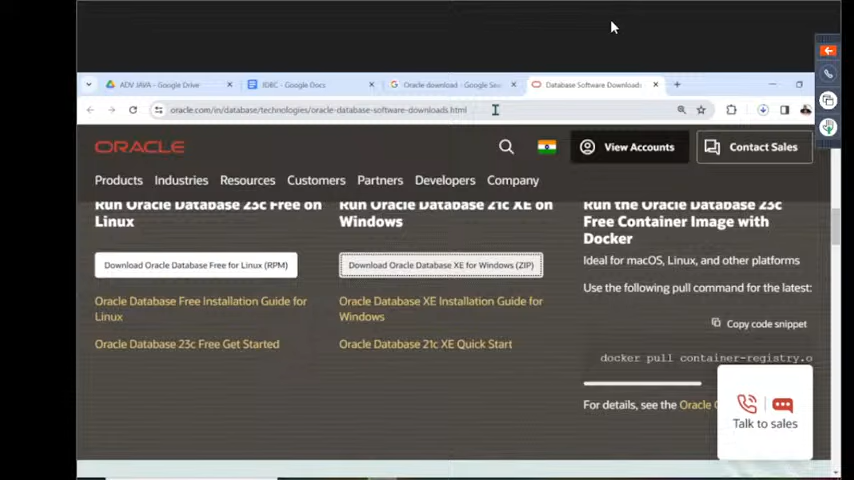 ADV JAVA - Google Drive
JDBC - Google Docs
Oracle download - Google Sea
Database Software Downloads
oracle.com/in/database/technologies/oracle-database-software-downloads.html
ORACLE
View Accounts
Contact Sales
Products
Industries
Resources
Customers
Partners
Developers
Company
Run Oracle Database 23c Free on
Linux
Download Oracle Database Free for Linux (RPM)
Oracle Database Free Installation Guide for
Linux
Oracle Database 23c Free Get Started
Run Oracle Database 21c XE on
Windows
Download Oracle Database XE for Windows (ZIP)
Oracle Database XE Installation Guide for
Windows
Oracle Database 21c XE Quick Start
Run the Oracle Database 23c
Free Container Image with
Docker
Ideal for macOS, Linux, and other platforms
Use the following pull command for the latest:
Copy code snippet
docker pull container-registry.o
For details, see the Oracle
Talk to sales